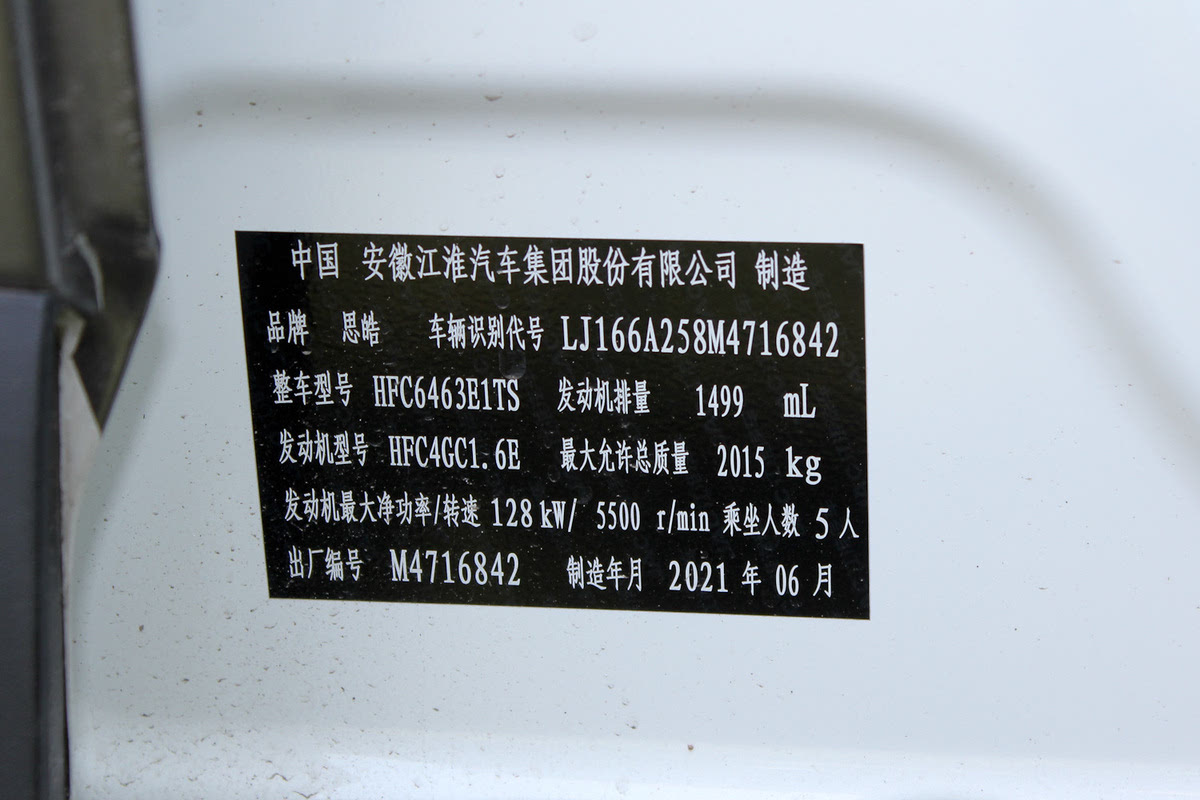 中国 安徽江淮汽车集团股份有限公司 制造
品牌 思皓 车辆识别代号 LJ166A258M4716842
整车型号 HFC6463E1TS 发动机排量 1499 mL
发动机型号 HFC4GC1.6E 最大允许总质量 2015 kg
发动机最大净功率/转速 128 kW/ 5500 r/min 乘坐人数 5 人
出厂编号 M4716842 制造年月 2021 年 06 月